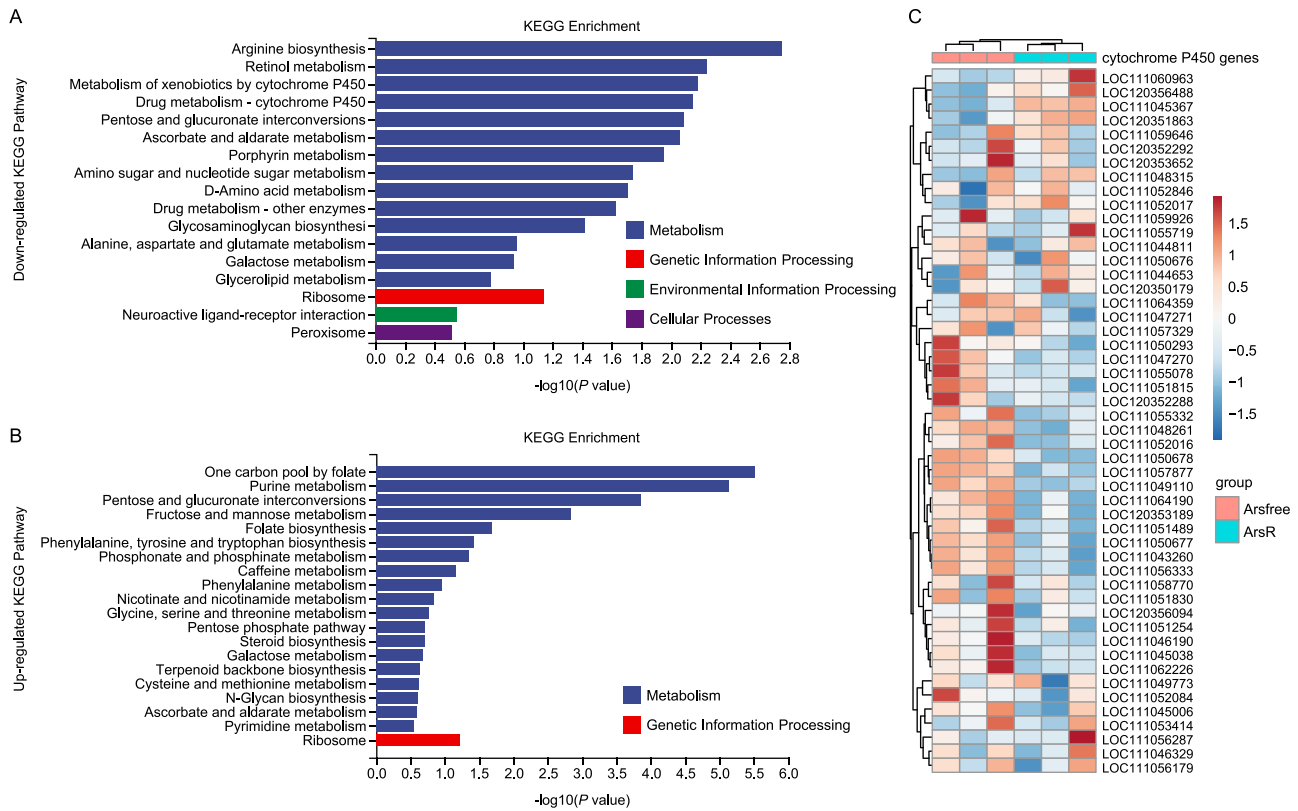 A
KEGG Enrichment
Down-regulated KEGG Pathway
Arginine biosynthesis
Retinol metabolism
Metabolism of xenobiotics by cytochrome P450
Drug metabolism - cytochrome P450
Pentose and glucuronate interconversions
Ascorbate and aldarate metabolism
Porphyrin metabolism
Amino sugar and nucleotide sugar metabolism
D-Amino acid metabolism
Drug metabolism - other enzymes
Glycosaminoglycan biosynthesi
Alanine, aspartate and glutamate metabolism
Galactose metabolism
Glycerolipid metabolism
Ribosome
Neuroactive ligand-receptor interaction
Peroxisome
Metabolism
Genetic Information Processing
Environmental Information Processing
Cellular Processes
0.0 0.2 0.4 0.6 0.8 1.0 1.2 1.4 1.6 1.8 2.0 2.2 2.4 2.6 2.8
-log10(P value)
B
KEGG Enrichment
Up-regulated KEGG Pathway
One carbon pool by folate
Purine metabolism
Pentose and glucuronate interconversions
Fructose and mannose metabolism
Folate biosynthesis
Phenylalanine, tyrosine and tryptophan biosynthesis
Phosphonate and phosphinate metabolism
Caffeine metabolism
Phenylalanine metabolism
Nicotinate and nicotinamide metabolism
Glycine, serine and threonine metabolism
Pentose phosphate pathway
Steroid biosynthesis
Galactose metabolism
Terpenoid backbone biosynthesis
Cysteine and methionine metabolism
N-Glycan biosynthesis
Ascorbate and aldarate metabolism
Pyrimidine metabolism
Ribosome
Metabolism
Genetic Information Processing
0.0 0.5 1.0 1.5 2.0 2.5 3.0 3.5 4.0 4.5 5.0 5.5 6.0
-log10(P value)
C
cytochrome P450 genes
LOC111060963
LOC120356488
LOC111045367
LOC120351863
LOC111059646
LOC120352292
LOC120353652
LOC111048315
LOC111052846
LOC111052017
LOC111059926
LOC111055719
LOC111044811
LOC111050676
LOC111044653
LOC120350179
LOC111064359
LOC111047271
LOC111057329
LOC111050293
LOC111047270
LOC111055078
LOC111051815
LOC120352288
LOC111055332
LOC111048261
LOC111052016
LOC111050678
LOC111057877
LOC111049110
LOC111064190
LOC120353189
LOC111051489
LOC111050677
LOC111043260
LOC111056333
LOC111058770
LOC111051830
LOC120356094
LOC111051254
LOC111046190
LOC111045038
LOC111062226
LOC111049773
LOC111052084
LOC111045006
LOC111053414
LOC111056287
LOC111046329
LOC111056179
1.5
1
0.5
0
−0.5
−1
−1.5
group
Arsfree
ArsR